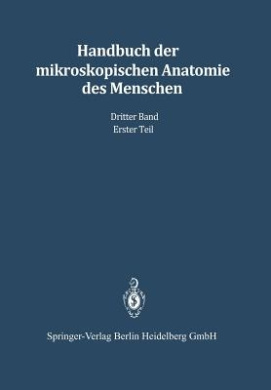 Handbuch der
mikroskopischen Anatomie
des Menschen
Dritter Band
Erster Teil
Springer-Verlag Berlin Heidelberg GmbH